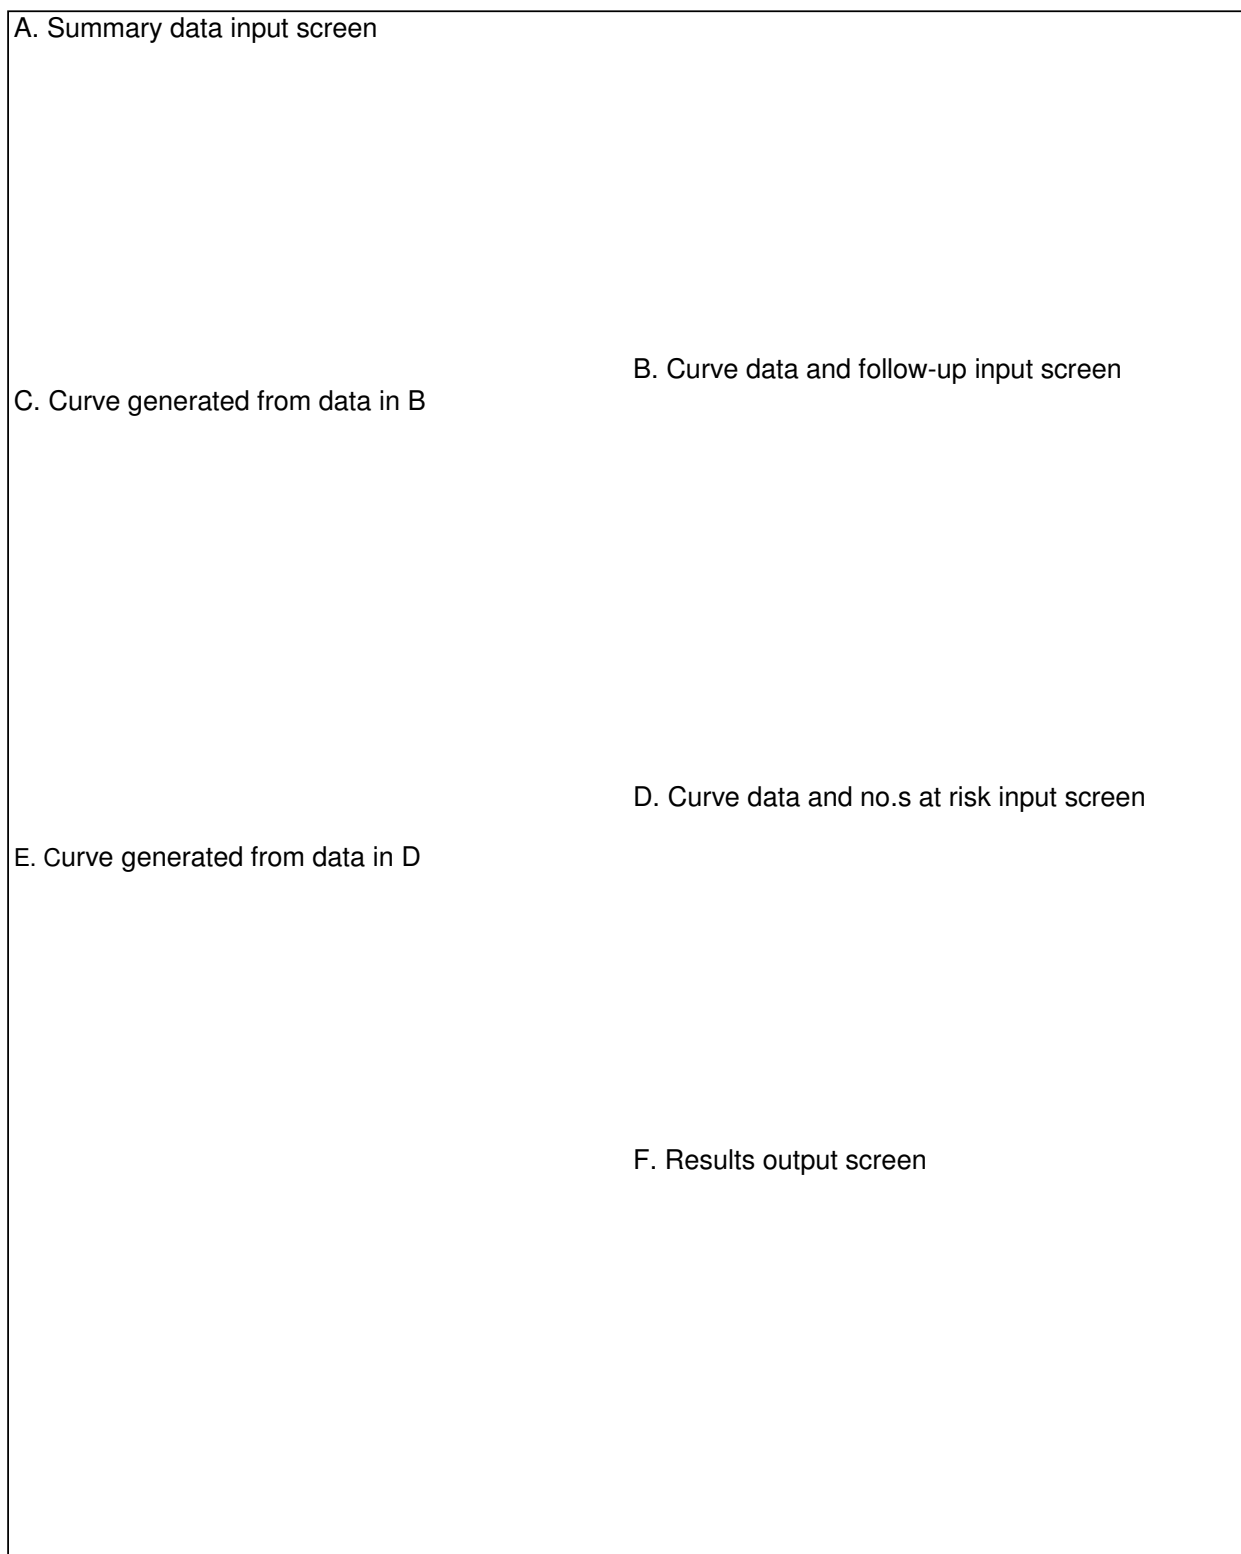 A. Summary data input screen
B. Curve data and follow-up input screen
C. Curve generated from data in B
D. Curve data and no.s at risk input screen
E. Curve generated from data in D
F. Results output screen